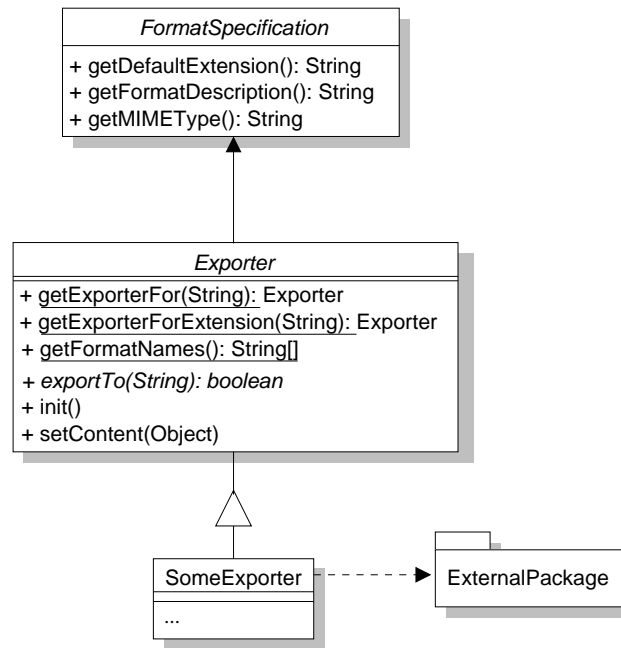 FormatSpecification
+ getDefaultExtension(): String
+ getFormatDescription(): String
+ getMIMEType(): String
Exporter
+ getExporterFor(String): Exporter
+ getExporterForExtension(String): Exporter
+ getFormatNames(): String[]
+ exportTo(String): boolean
+ init()
+ setContent(Object)
SomeExporter
...
ExternalPackage